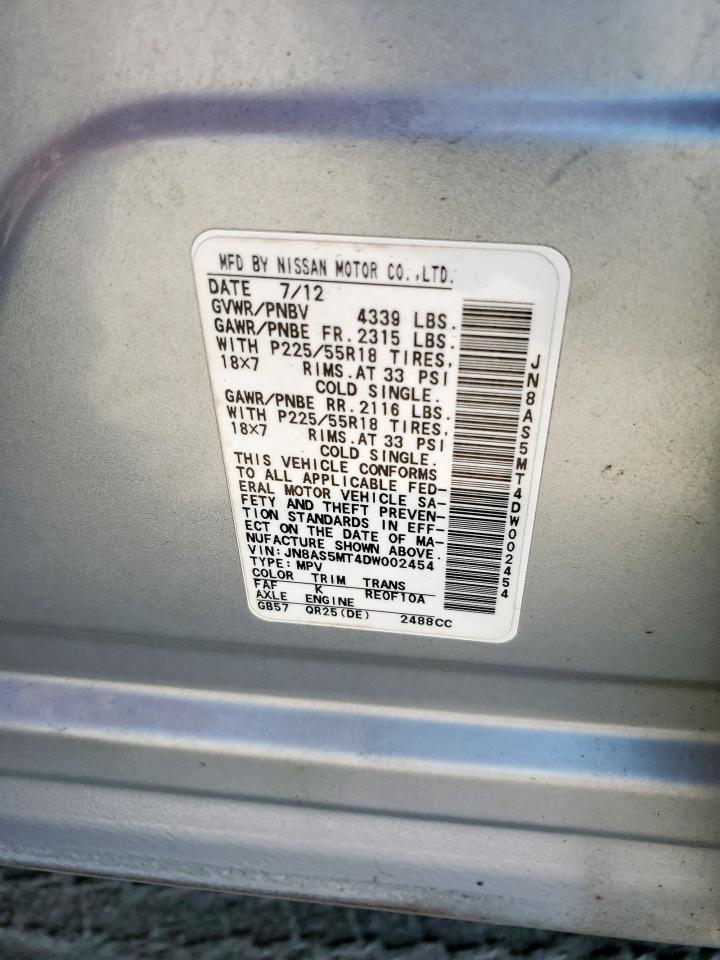 MFD BY NISSAN MOTOR CO.,LTD.
DATE 7/12
GVWR/PNBV 4339 LBS.
GAWR/PNBE FR.2315 LBS.
WITH P225/55R18 TIRES,
18X7 RIMS.AT 33 PSI
COLD SINGLE.
GAWR/PNBE RR.2116 LBS.
WITH P225/55R18 TIRES,
18X7 RIMS.AT 33 PSI
COLD SINGLE.
THIS VEHICLE CONFORMS
TO ALL APPLICABLE FED-
ERAL MOTOR VEHICLE SA-
FETY AND THEFT PREVEN-
TION STANDARDS IN EFF-
ECT ON THE DATE OF MA-
NUFACTURE SHOWN ABOVE.
VIN:JN8AS5MT4DW002454
TYPE:MPV
COLOR TRIM TRANS
FAF K RE0F10A
AXLE ENGINE
GB57 QR25(DE) 2488CC
JN8AS5MT4DW002454